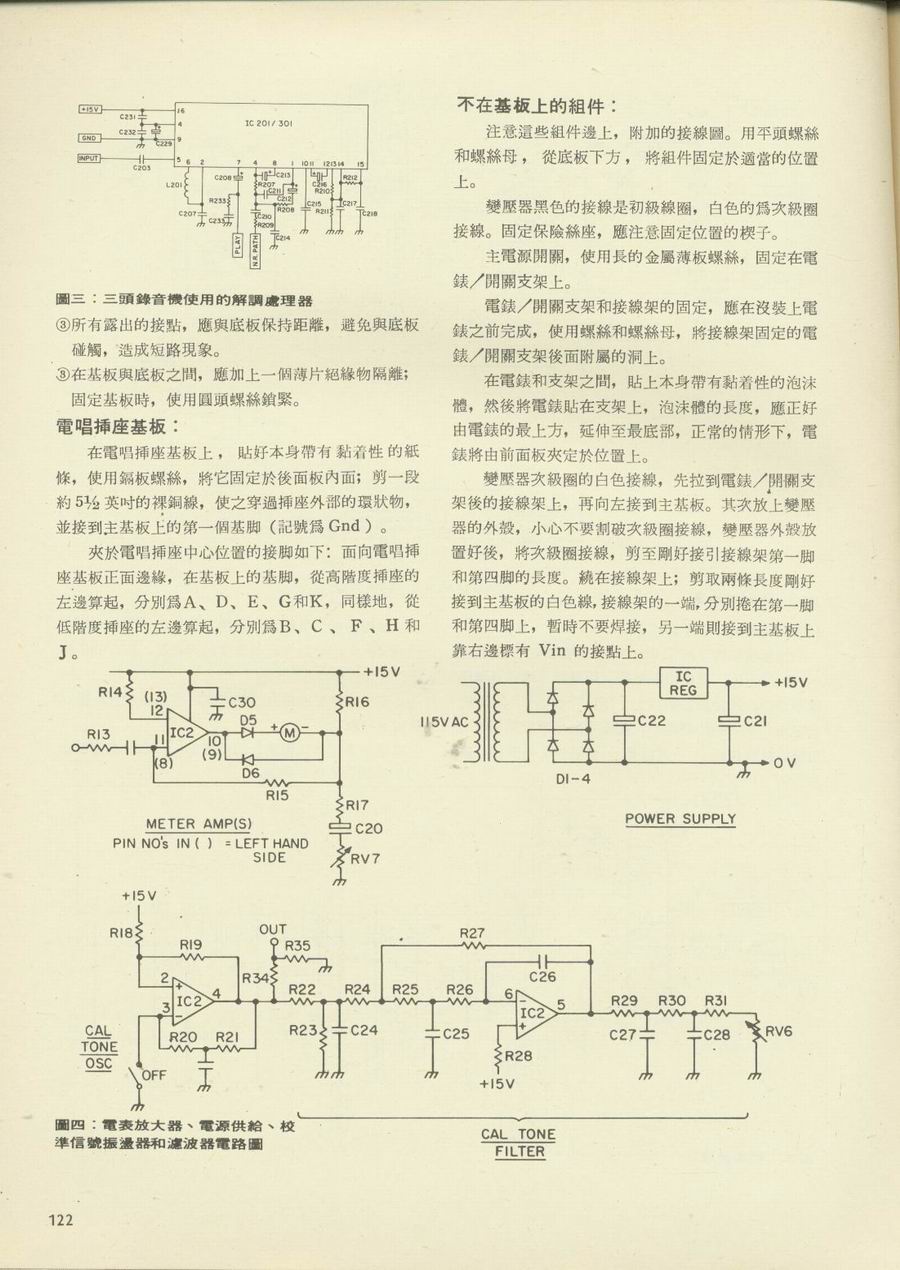 +15V
C231
16
IC 201/301
4
C232
C229
GND
9
INPUT
5
C203
6 2 7 4 8 1 10 11 12 13 14 15
L201
C208
C213
R207
C211
C212
C216
R210
R212
R233
R208
C215
R211
C217
C218
C207
C233
C210
R209
C214
PLAY
N.R. PATH
圖三：三頭錄音機使用的解調處理器
③所有露出的接點，應與底板保持距離，避免與底板
碰觸，造成短路現象。
③在基板與底板之間，應加上一個薄片絕緣物隔離；
固定基板時，使用圓頭螺絲鎖緊。
電唱挿座基板：
在電唱挿座基板上，貼好本身帶有黏着性的紙
條，使用鎘板螺絲，將它固定於後面板內面；剪一段
約5½英吋的裸銅線，使之穿過挿座外部的環狀物，
並接到主基板上的第一個基脚（記號爲Gnd）。
夾於電唱挿座中心位置的接脚如下：面向電唱挿
座基板正面邊緣，在基板上的基脚，從高階度挿座的
左邊算起，分別爲A、D、E、G和K，同樣地，從
低階度挿座的左邊算起，分別爲B、C、F、H和
J。
不在基板上的組件：
注意這些組件邊上，附加的接線圖。用平頭螺絲
和螺絲母，從底板下方，將組件固定於適當的位置
上。
變壓器黑色的接線是初級線圈，白色的爲次級圈
接線。固定保險絲座，應注意固定位置的楔子。
主電源開關，使用長的金屬薄板螺絲，固定在電
錶／開關支架上。
電錶／開關支架和接線架的固定，應在沒裝上電
錶之前完成，使用螺絲和螺絲母，將接線架固定的電
錶／開關支架後面附屬的洞上。
在電錶和支架之間，貼上本身帶有黏着性的泡沫
體，然後將電錶貼在支架上，泡沫體的長度，應正好
由電錶的最上方，延伸至最底部，正常的情形下，電
錶將由前面板夾定於位置上。
變壓器次級圈的白色接線，先拉到電錶／開關支
架後的接線架上，再向左接到主基板。其次放上變壓
器的外殼，小心不要割破次級圈接線，變壓器外殼放
置好後，將次級圈接線，剪至剛好接引接線架第一脚
和第四脚的長度。繞在接線架上；剪取兩條長度剛好
接到主基板的白色線，接線架的一端，分別捲在第一脚
和第四脚上，暫時不要焊接，另一端則接到主基板上
靠右邊標有 Vin 的接點上。
+15V
R14
(13)
12
C30
R16
IC2
D5
+ M −
R13
11
10
(8)
(9)
D6
R15
R17
C20
RV7
METER AMP(S)
PIN NO's IN ( ) = LEFT HAND
SIDE
IC
REG
+15V
115V AC
C22
C21
0V
D1-4
POWER SUPPLY
+15V
R18
R19
OUT
R35
R34
R27
C26
2
+
IC2
4
3
−
R22
R24
R25
R26
6
−
IC2
5
+
R29
R30
R31
R20
R21
R23
C24
C25
C27
C28
RV6
R28
+15V
CAL
TONE
OSC
OFF
CAL TONE
FILTER
圖四：電表放大器、電源供給、校
準信號振盪器和濾波器電路圖
122